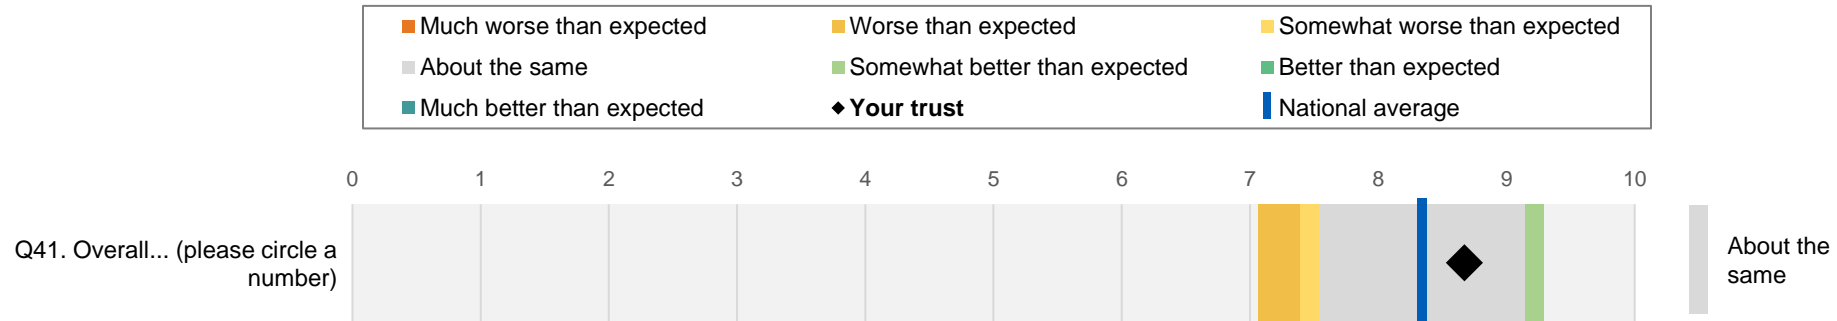 Much worse than expected
Worse than expected
Somewhat worse than expected
About the same
Somewhat better than expected
Better than expected
Much better than expected
Your trust
National average
0 1 2 3 4 5 6 7 8 9 10
Q41. Overall... (please circle a
number)
About the
same